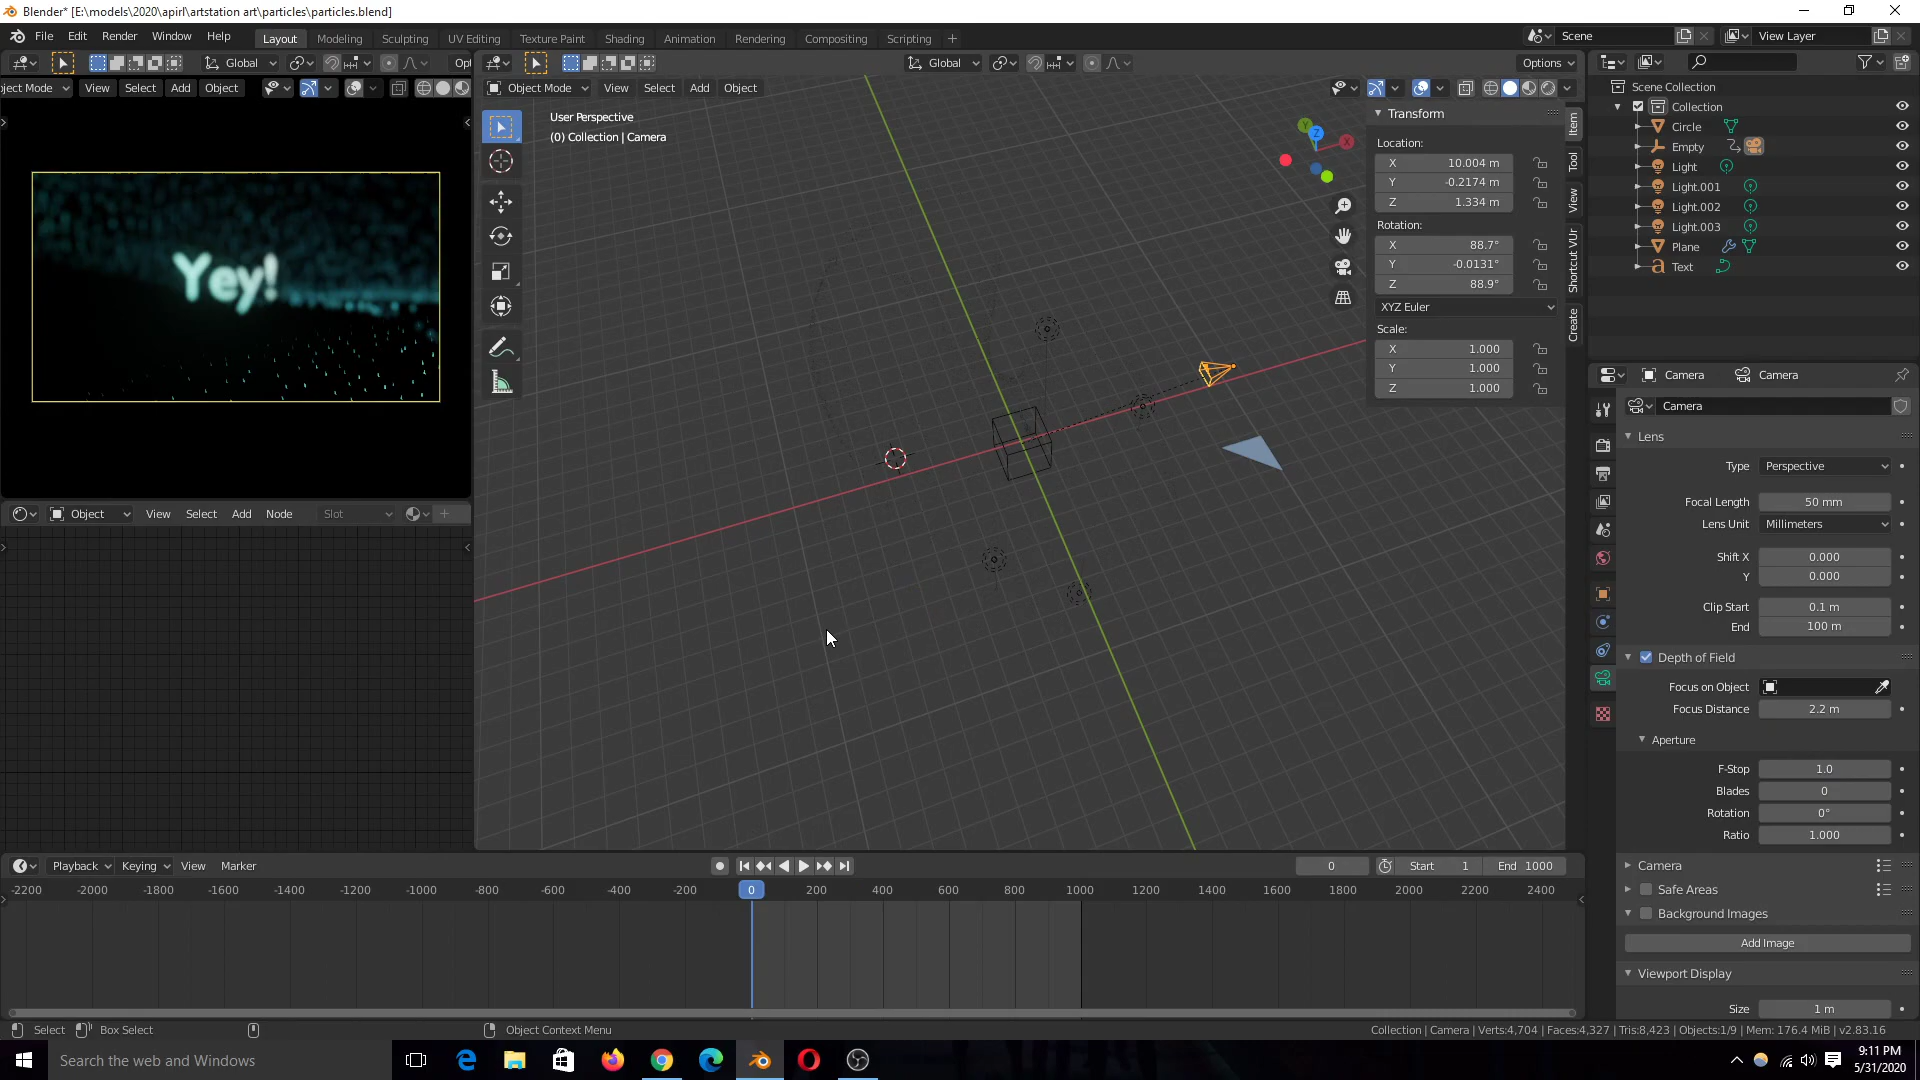 Blender* [E:\models\2020\apirl\artstation art\particles\particles.blend]
File Edit Render Window Help Layout Modeling Sculpting UV Editing Texture Paint Shading Animation Rendering Compositing Scripting Scene View Layer
Global Opt Global Options
bject Mode View Select Add Object Object Mode View Select Add Object
User Perspective
(0) Collection | Camera
Yey!
Transform
Location:
X 10.004 m
Y -0.2174 m
Z 1.334 m
Rotation:
X 88.7°
Y -0.0131°
Z 88.9°
XYZ Euler
Scale:
X 1.000
Y 1.000
Z 1.000
Item
Tool
View
Shortcut VUr
Create
X
Y
Z
Scene Collection
Collection
Circle
Empty
Light
Light.001
Light.002
Light.003
Plane
Text
Camera Camera
Camera
Lens
Type Perspective
Focal Length 50 mm
Lens Unit Millimeters
Shift X 0.000
Y 0.000
Clip Start 0.1 m
End 100 m
Depth of Field
Focus on Object
Focus Distance 2.2 m
Aperture
F-Stop 1.0
Blades 0
Rotation 0°
Ratio 1.000
Camera
Safe Areas
Background Images
Add Image
Viewport Display
Size 1 m
Object View Select Add Node Slot
Playback Keying View Marker 0 Start 1 End 1000
-2200 -2000 -1800 -1600 -1400 -1200 -1000 -800 -600 -400 -200 0 200 400 600 800 1000 1200 1400 1600 1800 2000 2200 2400
Select Box Select Object Context Menu Collection | Camera | Verts:4,704 | Faces:4,327 | Tris:8,423 | Objects:1/9 | Mem: 176.4 MiB | v2.83.16
Search the web and Windows
9:11 PM
5/31/2020